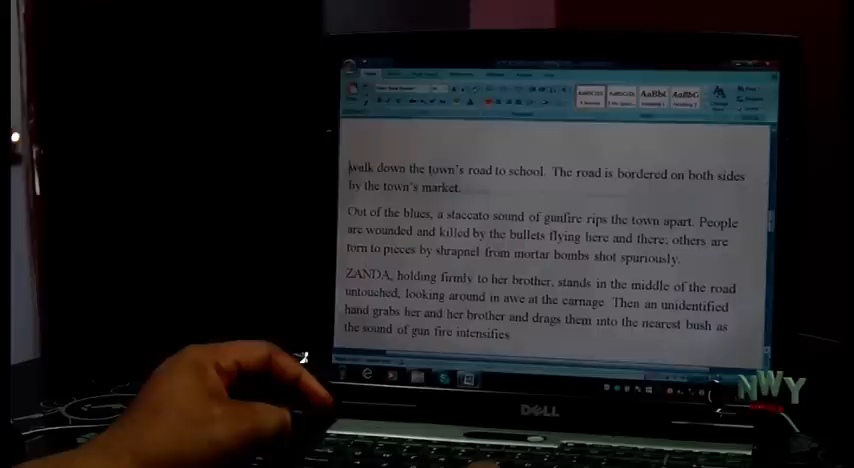 AaBbCcDc AaBbCcDc AaBbC AaBbCc
walk down the town's road to school. The road is bordered on both sides
by the town's market.
Out of the blues, a staccato sound of gunfire rips the town apart. People
are wounded and killed by the bullets flying here and there; others are
torn to pieces by shrapnel from mortar bombs shot spuriously.
ZANDA, holding firmly to her brother, stands in the middle of the road
untouched, looking around in awe at the carnage. Then an unidentified
hand grabs her and her brother and drags them into the nearest bush as
the sound of gun fire intensifies
NWY
DELL